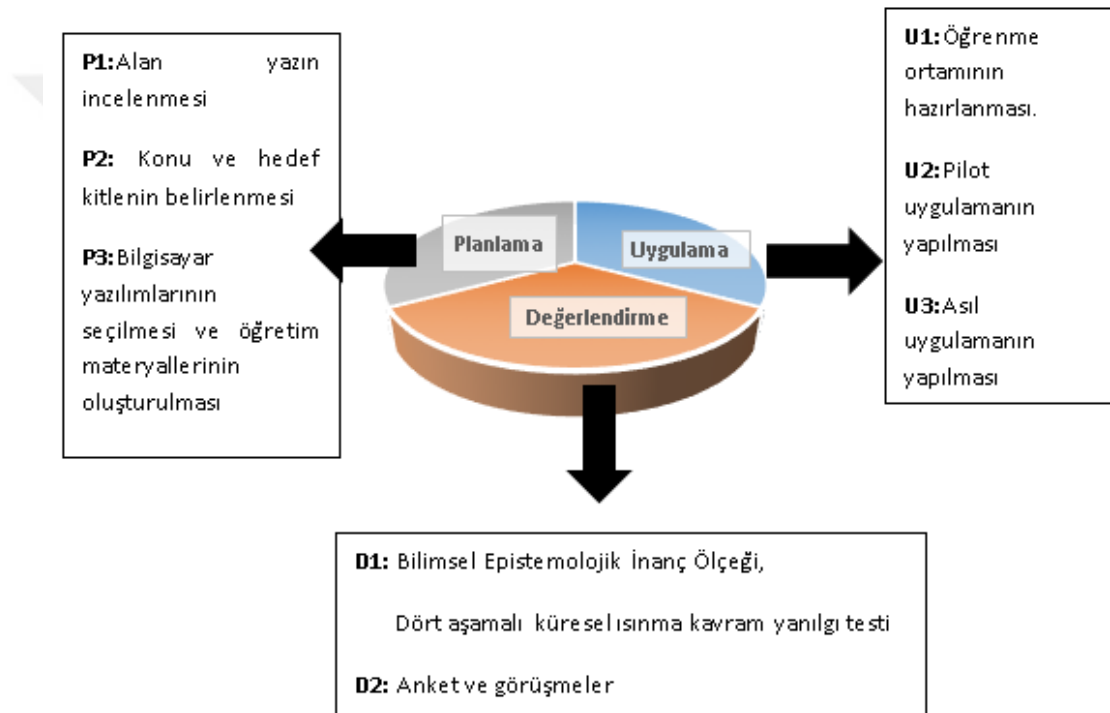 P1:Alan yazın
incelenmesi
P2: Konu ve hedef
kitlenin belirlenmesi
P3:Bilgisayar
yazılımlarının
seçilmesi ve öğretim
materyallerinin
oluşturulması
Planlama
Uygulama
Değerlendirme
U1:Öğrenme
ortamının
hazırlanması.
U2:Pilot
uygulamanın
yapılması
U3:Asıl
uygulamanın
yapılması
D1: Bilimsel Epistemolojik İnanç Ölçeği,
Dört aşamalı küresel ısınma kavram yanılgı testi
D2: Anket ve görüşmeler